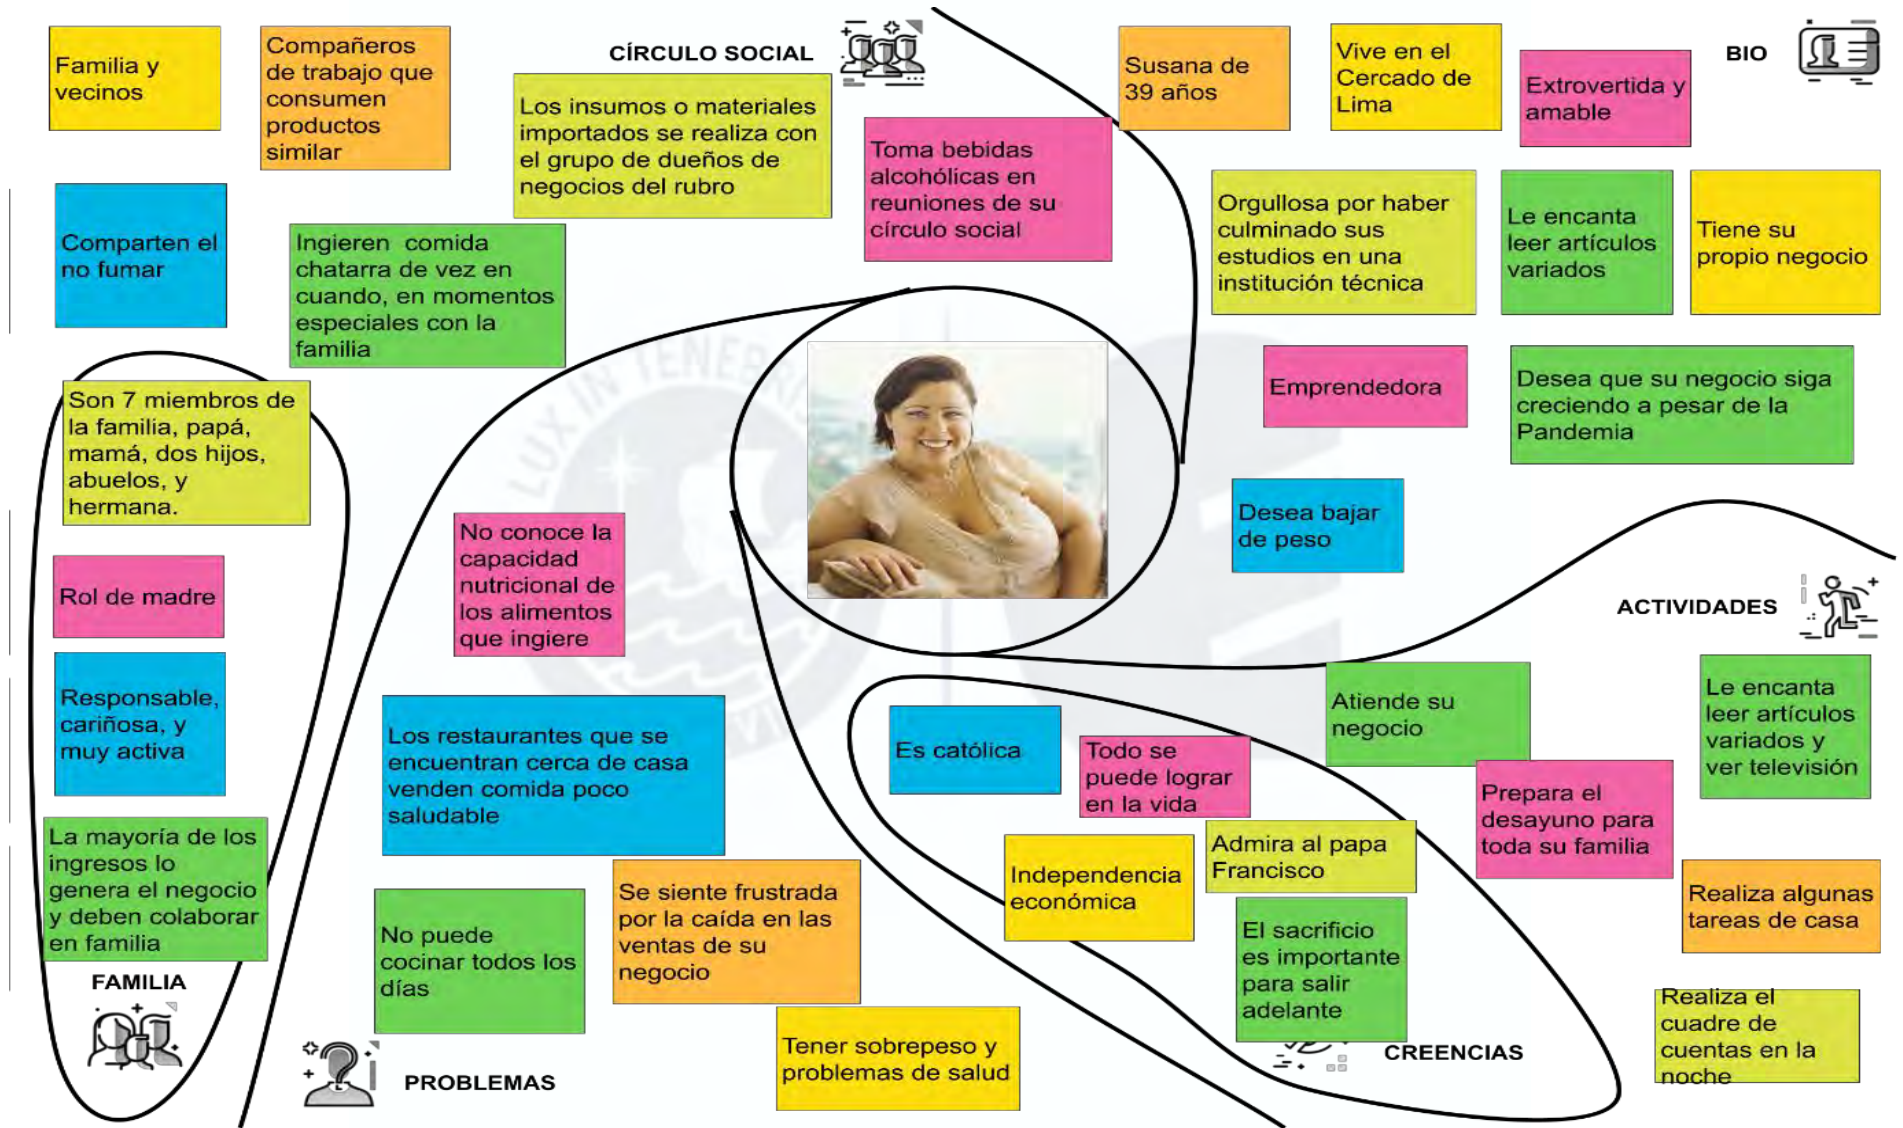 CÍRCULO SOCIAL
Familia y
vecinos
Compañeros
de trabajo que
consumen
productos
similar
Los insumos o materiales
importados se realiza con
el grupo de dueños de
negocios del rubro
Toma bebidas
alcohólicas en
reuniones de su
círculo social
Comparten el
no fumar
Ingieren comida
chatarra de vez en
cuando, en momentos
especiales con la
familia
BIO
Susana de
39 años
Vive en el
Cercado de
Lima
Extrovertida y
amable
Orgullosa por haber
culminado sus
estudios en una
institución técnica
Le encanta
leer artículos
variados
Tiene su
propio negocio
Emprendedora
Desea que su negocio siga
creciendo a pesar de la
Pandemia
Desea bajar
de peso
Son 7 miembros de
la familia, papá,
mamá, dos hijos,
abuelos, y
hermana.
Rol de madre
Responsable,
cariñosa, y
muy activa
La mayoría de los
ingresos lo
genera el negocio
y deben colaborar
en familia
FAMILIA
No conoce la
capacidad
nutricional de
los alimentos
que ingiere
Los restaurantes que se
encuentran cerca de casa
venden comida poco
saludable
No puede
cocinar todos los
días
Se siente frustrada
por la caída en las
ventas de su
negocio
Tener sobrepeso y
problemas de salud
PROBLEMAS
Es católica
Todo se
puede lograr
en la vida
Independencia
económica
Admira al papa
Francisco
El sacrificio
es importante
para salir
adelante
CREENCIAS
ACTIVIDADES
Atiende su
negocio
Le encanta
leer artículos
variados y
ver televisión
Prepara el
desayuno para
toda su familia
Realiza algunas
tareas de casa
Realiza el
cuadre de
cuentas en la
noche
LUX IN TENEBR